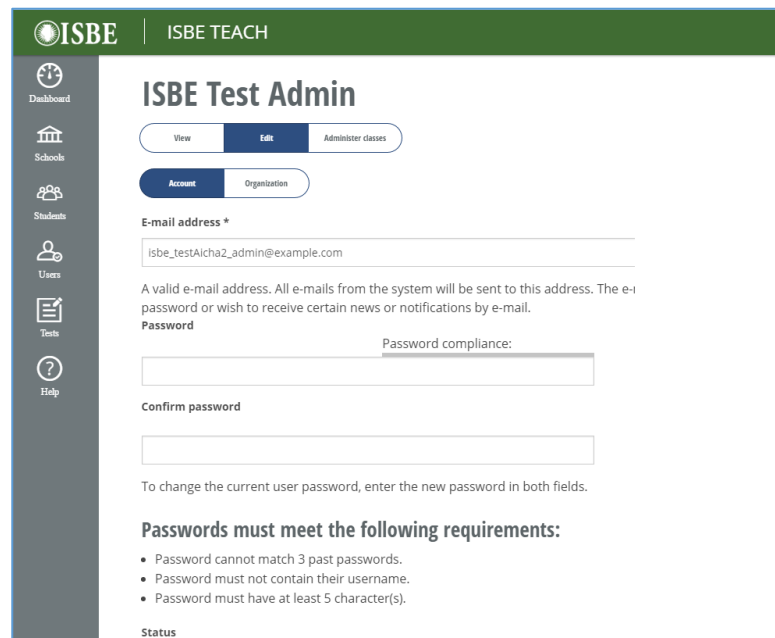 ISBE ISBE TEACH
Dashboard
Schools
Students
Users
Tests
Help
ISBE Test Admin
View Edit Administer classes
Account Organization
E-mail address *
isbe_testAicha2_admin@example.com
A valid e-mail address. All e-mails from the system will be sent to this address. The
password or wish to receive certain news or notifications by e-mail.
Password
Password compliance:
Confirm password
To change the current user password, enter the new password in both fields.
Passwords must meet the following requirements:
• Password cannot match 3 past passwords.
• Password must not contain their username.
• Password must have at least 5 character(s).
Status